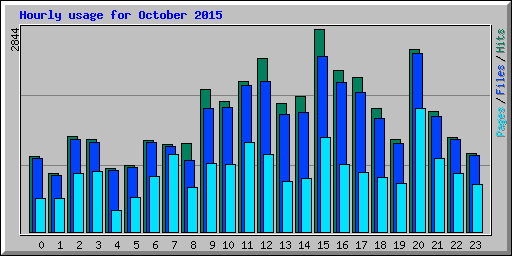 Hourly usage for October 2015
2844
Pages/Files/Hits
0 1 2 3 4 5 6 7 8 9 10 11 12 13 14 15 16 17 18 19 20 21 22 23